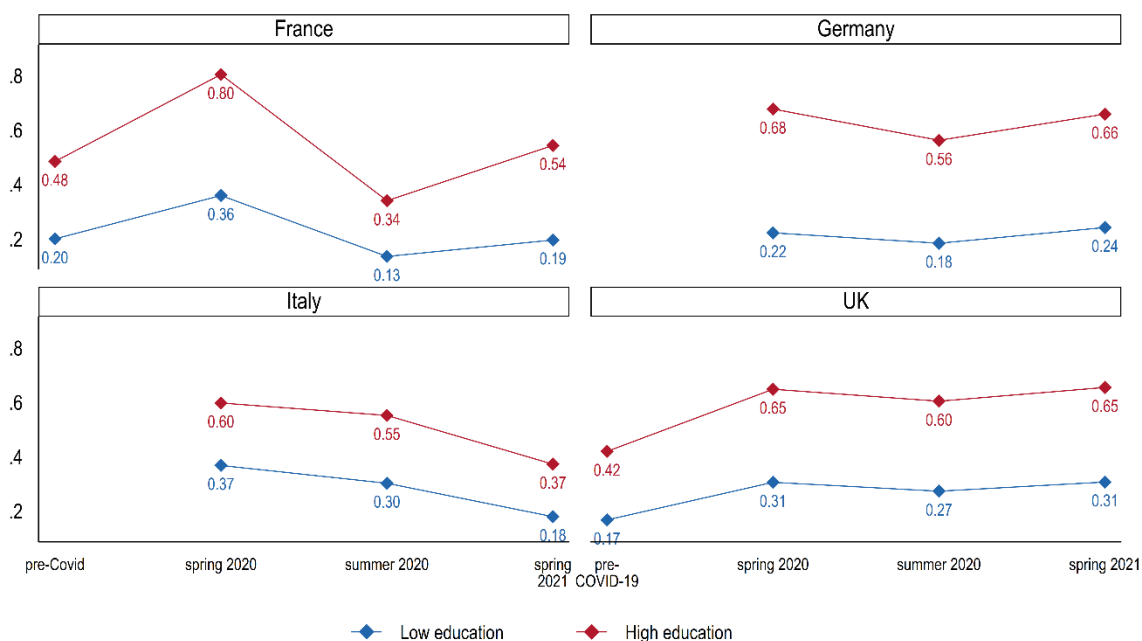 France
Germany
.8
.6
.4
.2
0.48
0.80
0.34
0.54
0.20
0.36
0.13
0.19
0.68
0.56
0.66
0.22
0.18
0.24
Italy
UK
.8
.6
.4
.2
0.60
0.55
0.37
0.37
0.30
0.18
0.42
0.65
0.60
0.65
0.17
0.31
0.27
0.31
pre-Covid
spring 2020
summer 2020
spring
2021
pre-
COVID-19
spring 2020
summer 2020
spring 2021
Low education
High education